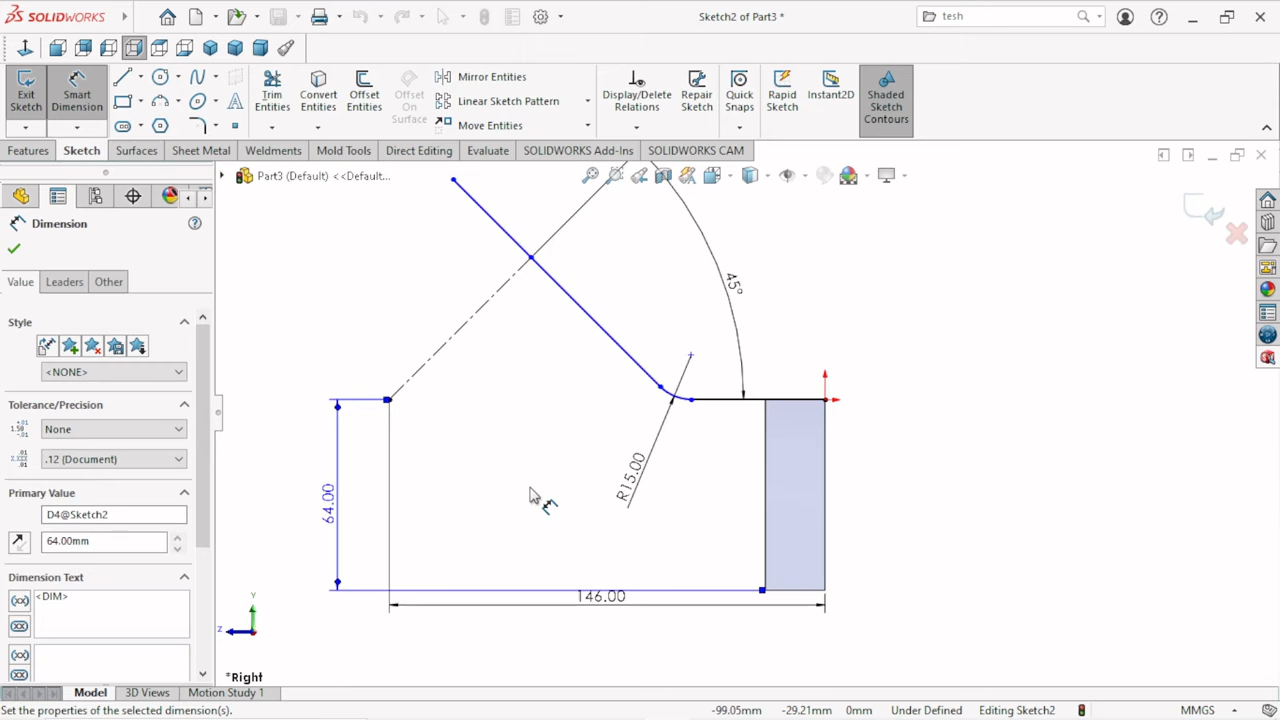 SOLIDWORKS
Sketch2 of Part3 *
tesh
Exit Sketch
Smart Dimension
Trim Entities
Convert Entities
Offset Entities
Offset On Surface
Mirror Entities
Linear Sketch Pattern
Move Entities
Display/Delete Relations
Repair Sketch
Quick Snaps
Rapid Sketch
Instant2D
Shaded Sketch Contours
Features
Sketch
Surfaces
Sheet Metal
Weldments
Mold Tools
Direct Editing
Evaluate
SOLIDWORKS Add-Ins
SOLIDWORKS CAM
Part3 (Default) <<Default...
Dimension
Value
Leaders
Other
Style
<NONE>
Tolerance/Precision
None
.12 (Document)
Primary Value
D4@Sketch2
64.00mm
Dimension Text
<DIM>
45°
R15.00
64.00
146.00
Y
Z
*Right
Model
3D Views
Motion Study 1
Set the properties of the selected dimension(s).
-99.05mm
-29.21mm
0mm
Under Defined
Editing Sketch2
MMGS